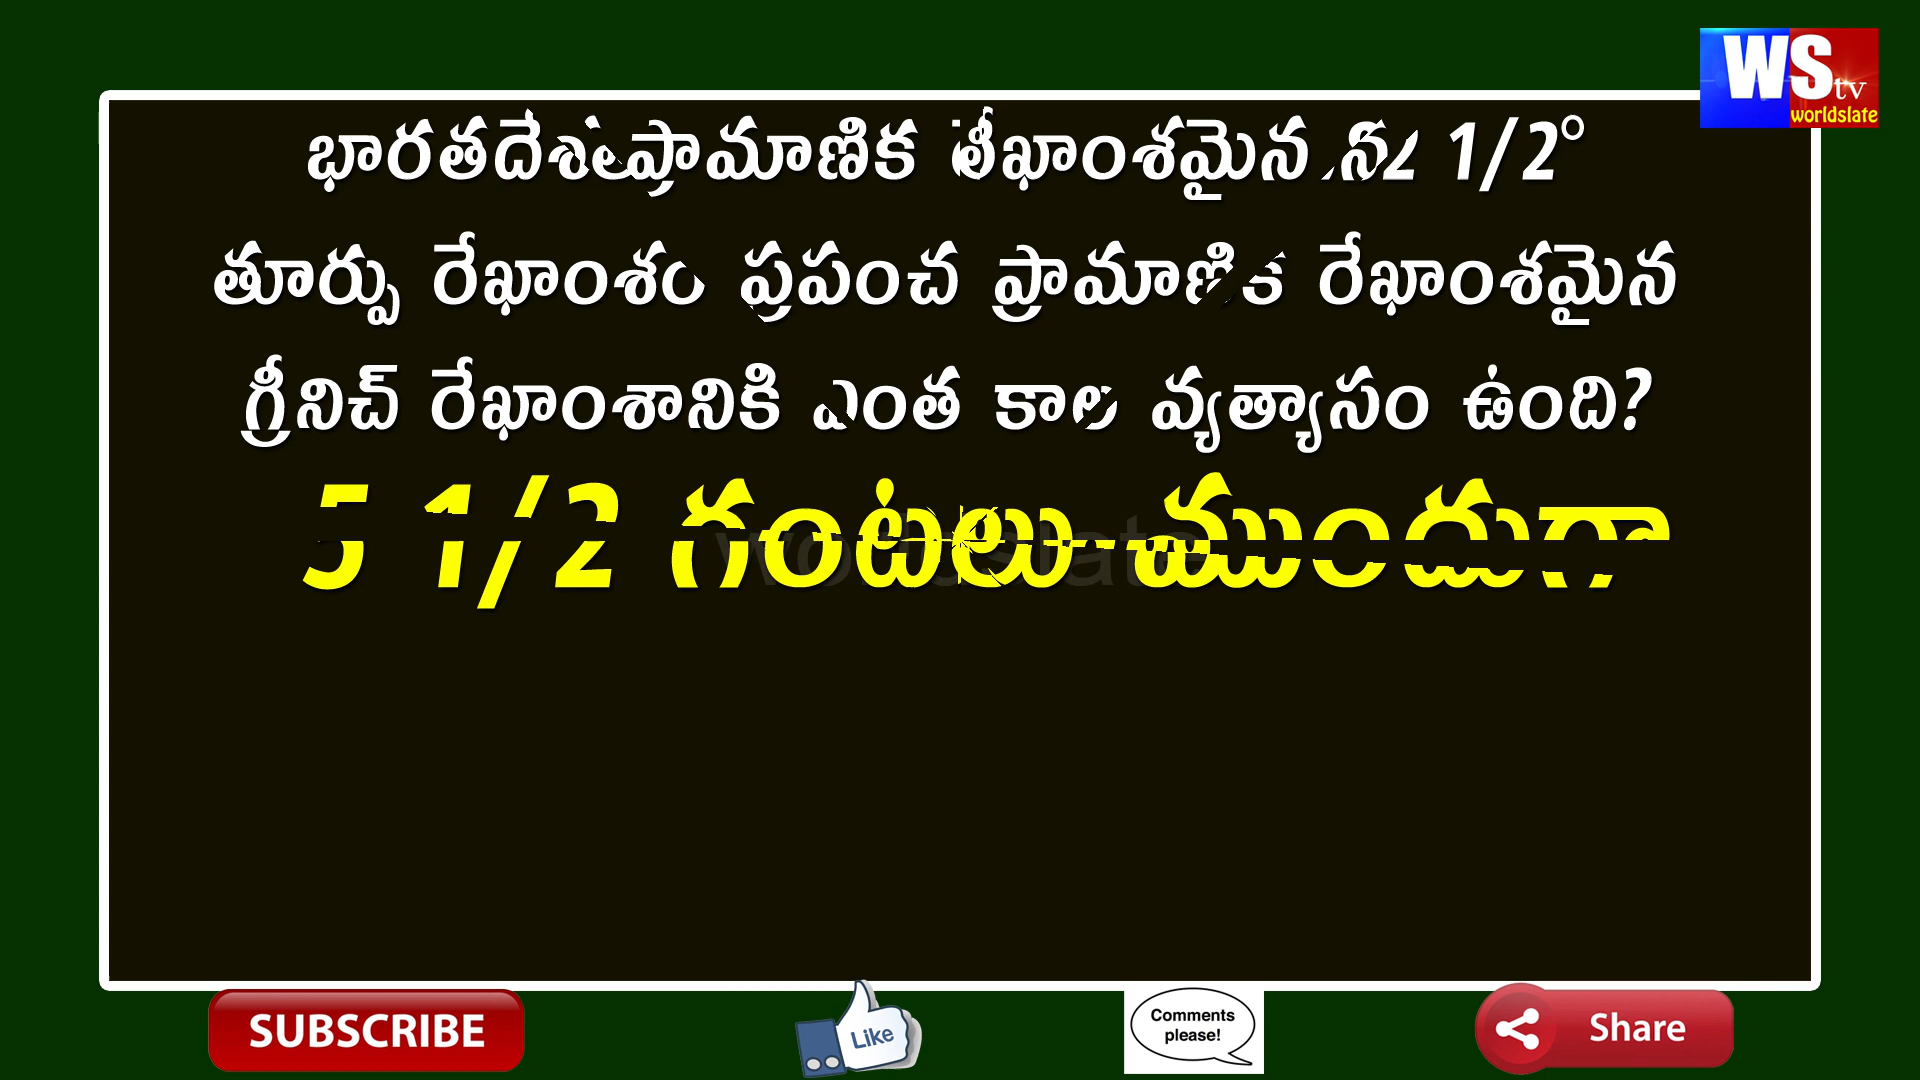 WS tv
worldslate
భారతదేశ ప్రామాణిక రేఖాంశమైన 82 1/2°
తూర్పు రేఖాంశం ప్రపంచ ప్రామాణిక రేఖాంశమైన
గ్రీనిచ్ రేఖాంశానికి ఎంత కాల వ్యత్యాసం ఉంది?
5 1/2 గంటలు ముందుగా
worldslate
SUBSCRIBE
Like
Comments
please!
Share